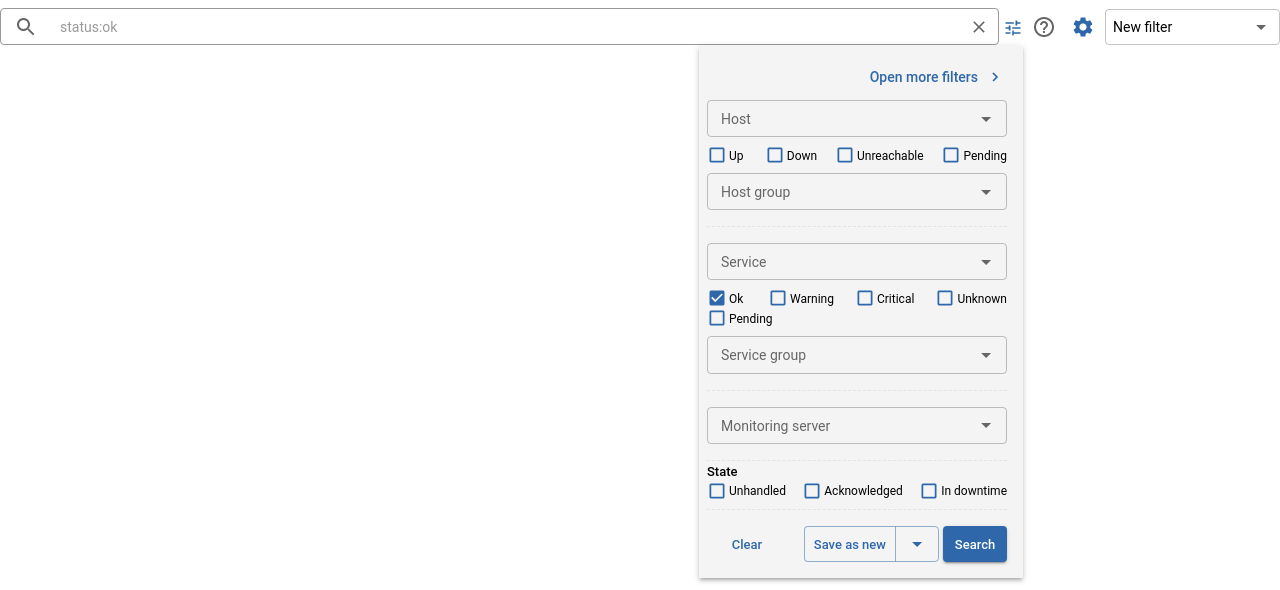 status:ok
New filter
Open more filters
Host
Up Down Unreachable Pending
Host group
Service
Ok Warning Critical Unknown
Pending
Service group
Monitoring server
State
Unhandled Acknowledged In downtime
Clear Save as new Search